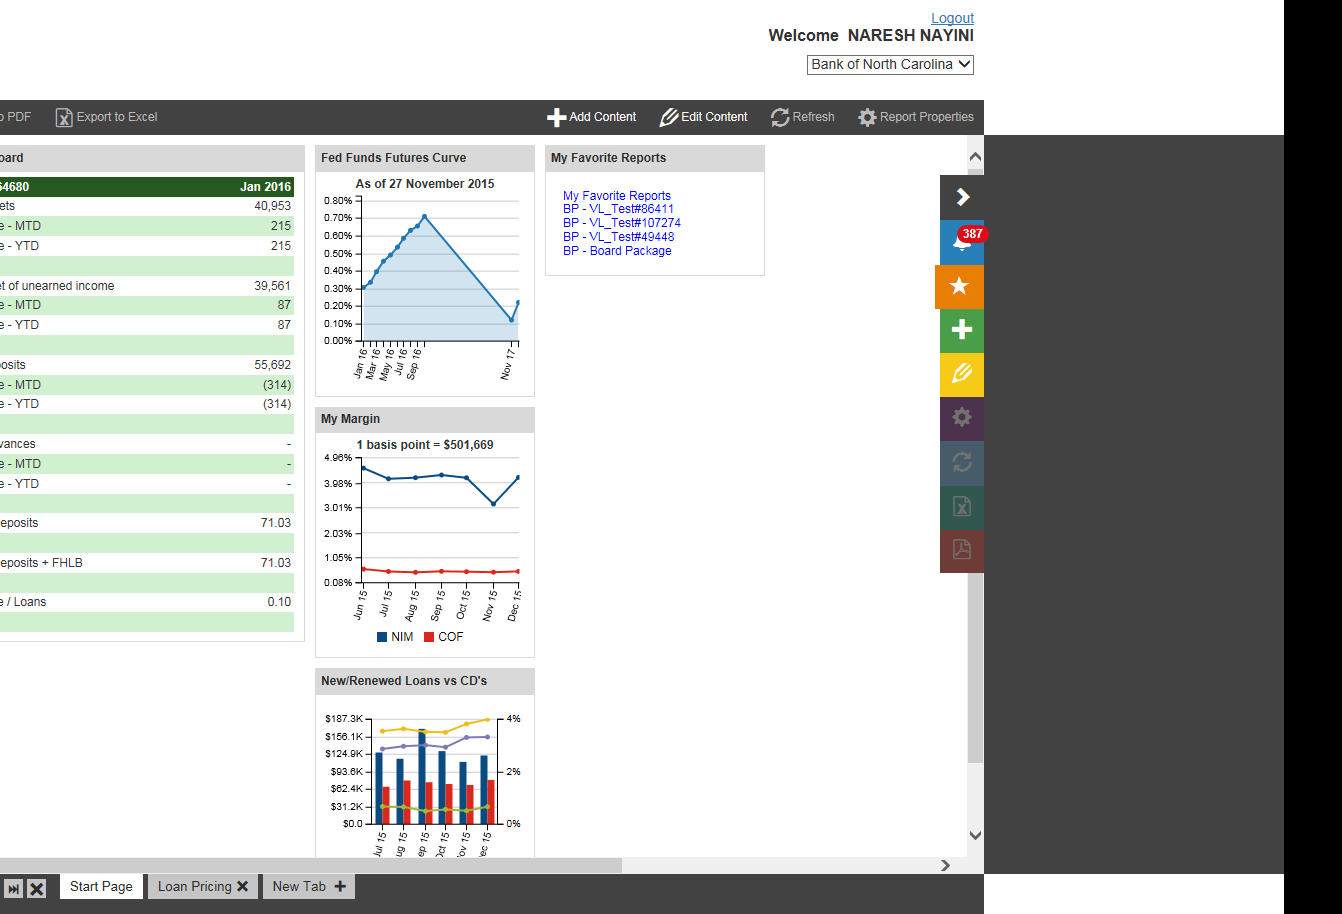 Logout
Welcome NARESH NAYINI
Bank of North Carolina
PDF
Export to Excel
Add Content
Edit Content
Refresh
Report Properties
oard
64680 Jan 2016
ets 40,953
e - MTD 215
e - YTD 215
et of unearned income 39,561
e - MTD 87
e - YTD 87
osits 55,692
e - MTD (314)
e - YTD (314)
vances -
e - MTD -
e - YTD -
eposits 71.03
eposits + FHLB 71.03
e / Loans 0.10
Fed Funds Futures Curve
As of 27 November 2015
0.80%
0.70%
0.60%
0.50%
0.40%
0.30%
0.20%
0.10%
0.00%
Jan 16 Mar 16 May 16 Jul 16 Sep 16 Nov 17
My Margin
1 basis point = $501,669
4.96%
3.98%
3.01%
2.03%
1.05%
0.08%
Jun 15 Jul 15 Aug 15 Sep 15 Oct 15 Nov 15 Dec 15
NIM COF
New/Renewed Loans vs CD's
$187.3K 4%
$156.1K
$124.9K
$93.6K 2%
$62.4K
$31.2K
$0.0 0%
Jul 15 ug 15 ep 15 Oct 15 ov 15 ec 15
My Favorite Reports
My Favorite Reports
BP - VL_Test#86411
BP - VL_Test#107274
BP - VL_Test#49448
BP - Board Package
387
Start Page
Loan Pricing
New Tab